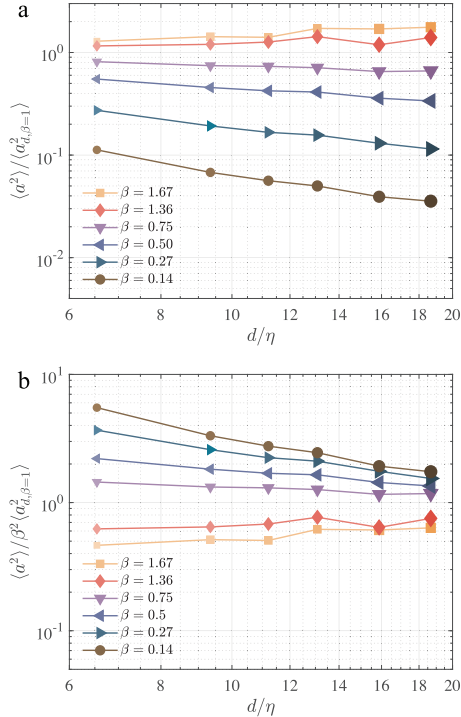 a
⟨a²⟩/⟨a²_{d,β=1}⟩
10⁰
10⁻¹
10⁻²
β = 1.67
β = 1.36
β = 0.75
β = 0.50
β = 0.27
β = 0.14
6 8 10 12 14 16 18 20
d/η
b
⟨a²⟩/β²⟨a²_{d,β=1}⟩
10¹
10⁰
10⁻¹
β = 1.67
β = 1.36
β = 0.75
β = 0.5
β = 0.27
β = 0.14
6 8 10 12 14 16 18 20
d/η